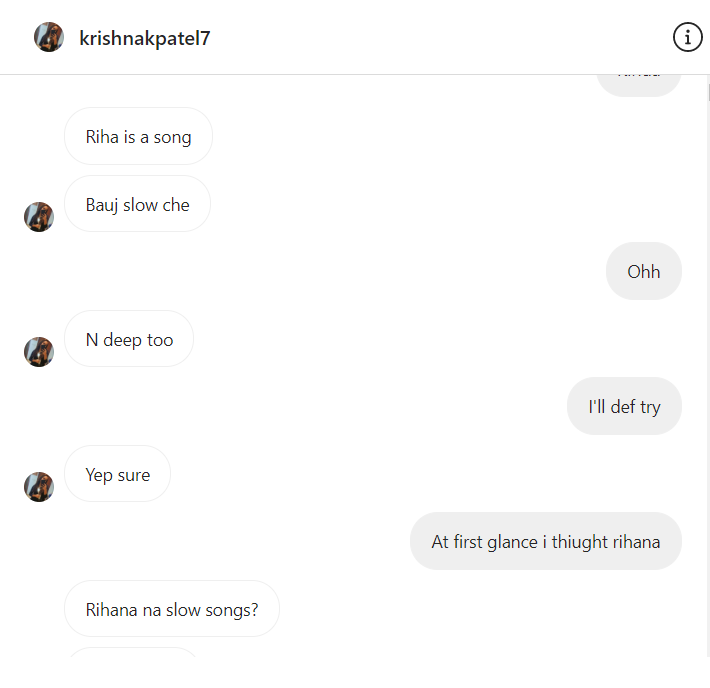 krishnakpatel7
Riha is a song
Bauj slow che
Ohh
N deep too
I'll def try
Yep sure
At first glance i thiught rihana
Rihana na slow songs?